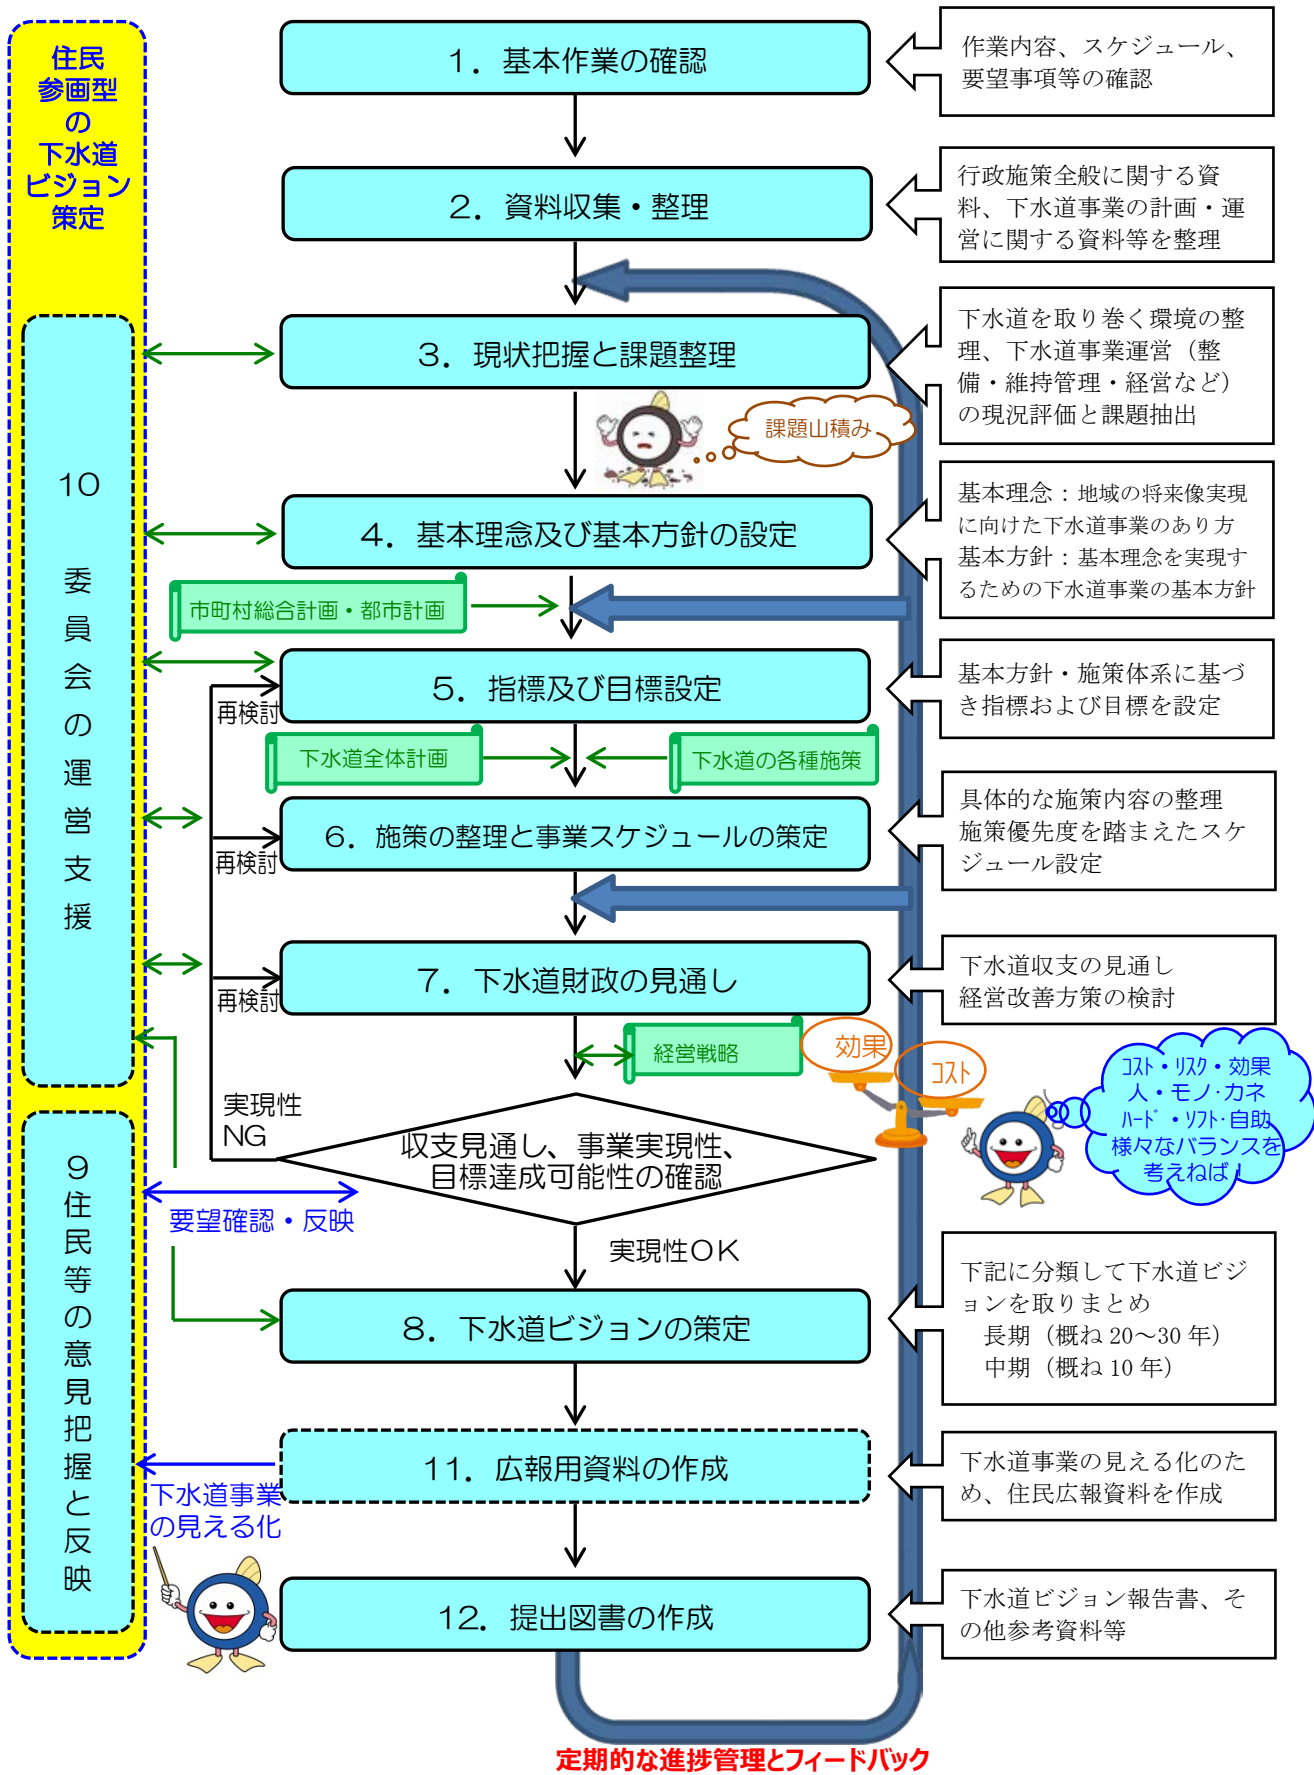 住民
参画型
の
下水道
ビジョン
策定
1．基本作業の確認
作業内容、スケジュール、
要望事項等の確認
2．資料収集・整理
行政施策全般に関する資
料、下水道事業の計画・運
営に関する資料等を整理
3．現状把握と課題整理
下水道を取り巻く環境の整
理、下水道事業運営（整
備・維持管理・経営など）
の現況評価と課題抽出
課題山積み
10 委員会の運営支援
4．基本理念及び基本方針の設定
基本理念：地域の将来像実現
に向けた下水道事業のあり方
基本方針：基本理念を実現す
るための下水道事業の基本方針
市町村総合計画・都市計画
5．指標及び目標設定
基本方針・施策体系に基づ
き指標および目標を設定
再検討
下水道全体計画
下水道の各種施策
6．施策の整理と事業スケジュールの策定
具体的な施策内容の整理
施策優先度を踏まえたスケ
ジュール設定
再検討
7．下水道財政の見通し
下水道収支の見通し
経営改善方策の検討
再検討
経営戦略
効果
コスト
コスト・リスク・効果
人・モノ・カネ
ハード・ソフト・自助
様々なバランスを
考えねば！
実現性
NG
収支見通し、事業実現性、
目標達成可能性の確認
9住民等の意見把握と反映
要望確認・反映
実現性OK
8．下水道ビジョンの策定
下記に分類して下水道ビジ
ョンを取りまとめ
長期（概ね 20～30 年）
中期（概ね 10 年）
11．広報用資料の作成
下水道事業の見える化のた
め、住民広報資料を作成
下水道事業
の見える化
12．提出図書の作成
下水道ビジョン報告書、そ
の他参考資料等
定期的な進捗管理とフィードバック